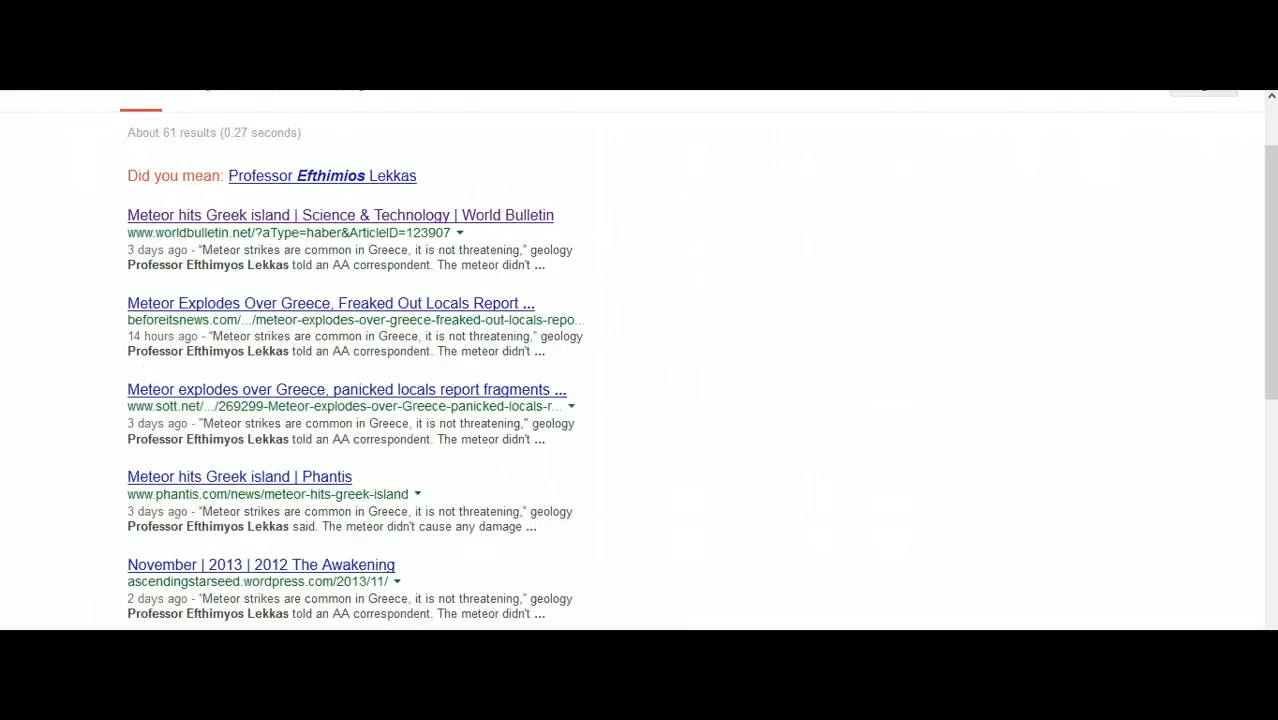 About 61 results (0.27 seconds)
Did you mean: Professor Efthimios Lekkas
Meteor hits Greek island | Science & Technology | World Bulletin
www.worldbulletin.net/?aType=haber&ArticleID=123907
3 days ago - “Meteor strikes are common in Greece, it is not threatening,” geology
Professor Efthimyos Lekkas told an AA correspondent. The meteor didn't ...
Meteor Explodes Over Greece, Freaked Out Locals Report ...
beforeitsnews.com/.../meteor-explodes-over-greece-freaked-out-locals-repo...
14 hours ago - “Meteor strikes are common in Greece, it is not threatening,” geology
Professor Efthimyos Lekkas told an AA correspondent. The meteor didn't ...
Meteor explodes over Greece, panicked locals report fragments ...
www.sott.net/.../269299-Meteor-explodes-over-Greece-panicked-locals-r...
3 days ago - "Meteor strikes are common in Greece, it is not threatening," geology
Professor Efthimyos Lekkas told an AA correspondent. The meteor didn't ...
Meteor hits Greek island | Phantis
www.phantis.com/news/meteor-hits-greek-island
3 days ago - “Meteor strikes are common in Greece, it is not threatening,” geology
Professor Efthimyos Lekkas said. The meteor didn't cause any damage ...
November | 2013 | 2012 The Awakening
ascendingstarseed.wordpress.com/2013/11/
2 days ago - “Meteor strikes are common in Greece, it is not threatening,” geology
Professor Efthimyos Lekkas told an AA correspondent. The meteor didn't ...